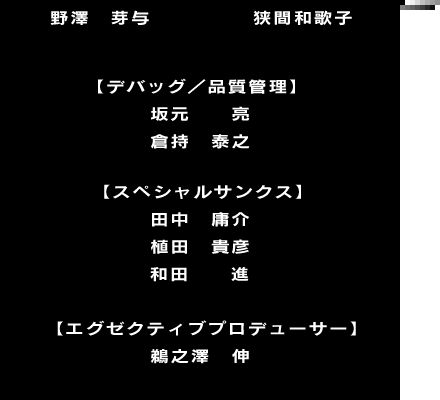 野澤　芽与　　　　　狭間和歌子
【デバッグ／品質管理】
坂元　　亮
倉持　泰之
【スペシャルサンクス】
田中　庸介
植田　貴彦
和田　　進
【エグゼクティブプロデューサー】
鵜之澤　伸